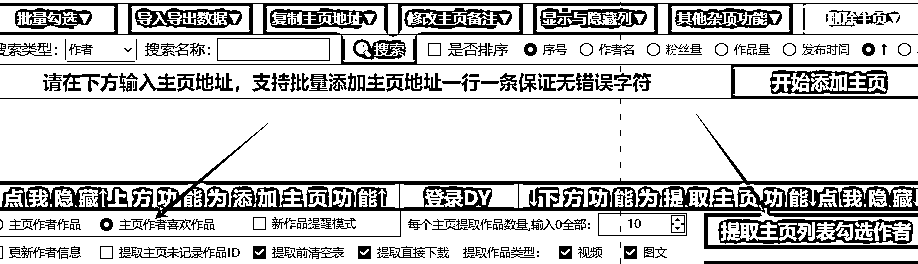 批量勾选▼ 导入导出数据▼ 复制主页地址▼ 修改主页备注▼ 显示与隐藏列▼ 其他杂项功能▼ 删除主页▼
搜索类型： 作者 搜索名称： 搜索 是否排序 序号 作者名 粉丝量 作品量 发布时间 ↑
请在下方输入主页地址，支持批量添加主页地址一行一条保证无错误字符 开始添加主页
点我隐藏↑上方功能为添加主页功能↑ 登录DY ↓下方功能为提取主页功能↓点我隐藏
主页作者作品 主页作者喜欢作品 新作品提醒模式 每个主页提取作品数量,输入0全部: 10 提取主页列表勾选作者
更新作者信息 提取主页未记录作品ID 提取前清空表 提取直接下载 提取作品类型： 视频 图文